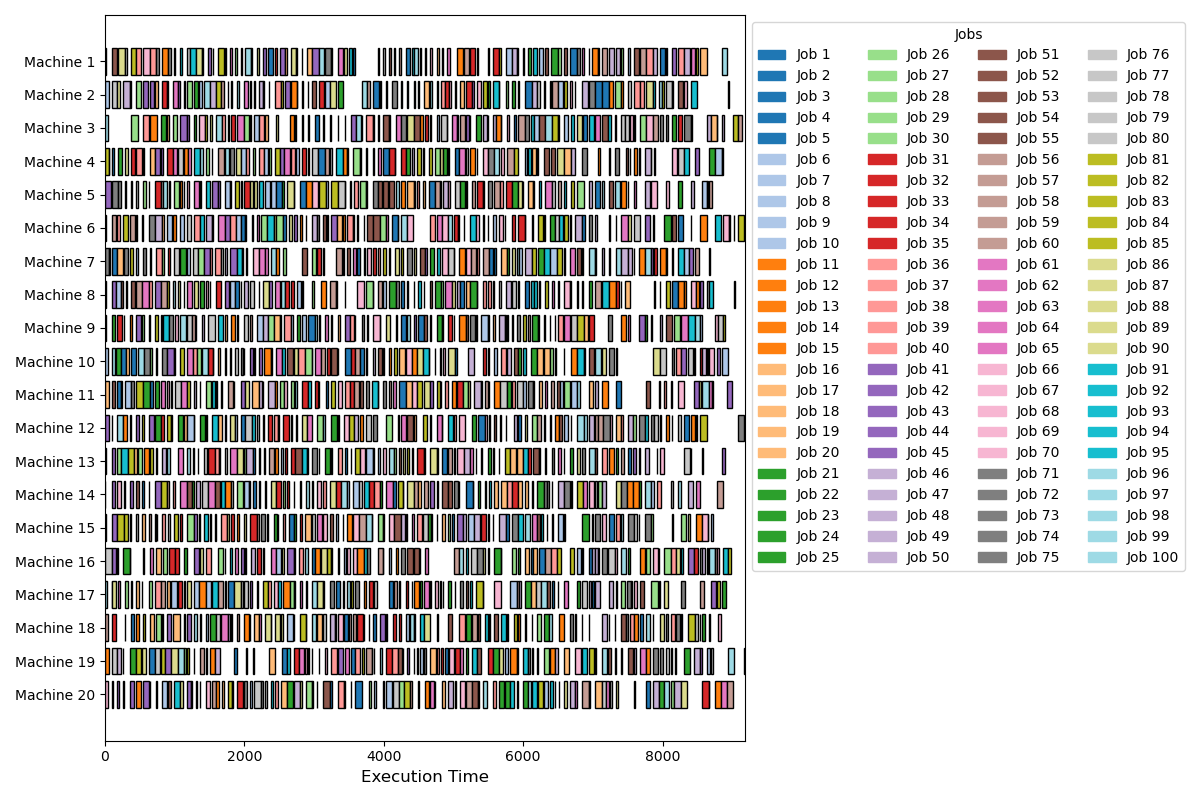 Machine 1
Machine 2
Machine 3
Machine 4
Machine 5
Machine 6
Machine 7
Machine 8
Machine 9
Machine 10
Machine 11
Machine 12
Machine 13
Machine 14
Machine 15
Machine 16
Machine 17
Machine 18
Machine 19
Machine 20
0 2000 4000 6000 8000
Execution Time
Jobs
Job 1 Job 26 Job 51 Job 76
Job 2 Job 27 Job 52 Job 77
Job 3 Job 28 Job 53 Job 78
Job 4 Job 29 Job 54 Job 79
Job 5 Job 30 Job 55 Job 80
Job 6 Job 31 Job 56 Job 81
Job 7 Job 32 Job 57 Job 82
Job 8 Job 33 Job 58 Job 83
Job 9 Job 34 Job 59 Job 84
Job 10 Job 35 Job 60 Job 85
Job 11 Job 36 Job 61 Job 86
Job 12 Job 37 Job 62 Job 87
Job 13 Job 38 Job 63 Job 88
Job 14 Job 39 Job 64 Job 89
Job 15 Job 40 Job 65 Job 90
Job 16 Job 41 Job 66 Job 91
Job 17 Job 42 Job 67 Job 92
Job 18 Job 43 Job 68 Job 93
Job 19 Job 44 Job 69 Job 94
Job 20 Job 45 Job 70 Job 95
Job 21 Job 46 Job 71 Job 96
Job 22 Job 47 Job 72 Job 97
Job 23 Job 48 Job 73 Job 98
Job 24 Job 49 Job 74 Job 99
Job 25 Job 50 Job 75 Job 100